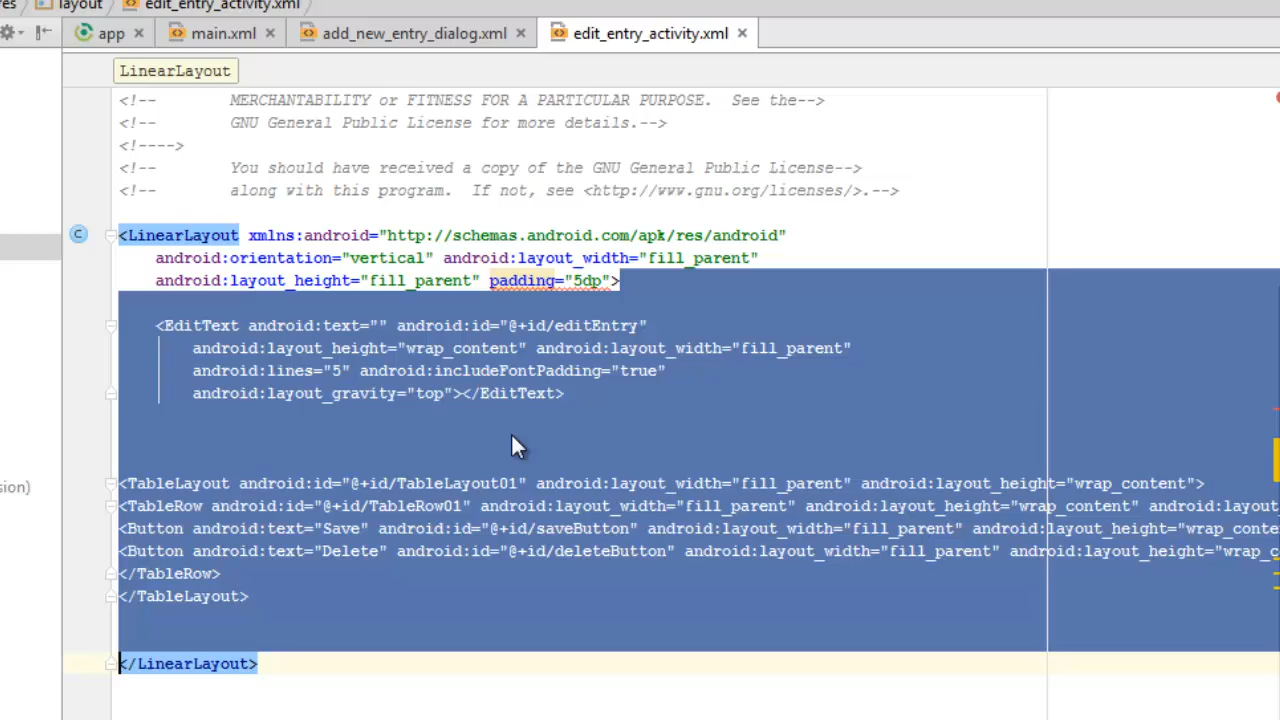 res layout edit_entry_activity.xml
app main.xml add_new_entry_dialog.xml edit_entry_activity.xml
LinearLayout
<!-- MERCHANTABILITY or FITNESS FOR A PARTICULAR PURPOSE. See the-->
<!-- GNU General Public License for more details.-->
<!---->
<!-- You should have received a copy of the GNU General Public License-->
<!-- along with this program. If not, see <http://www.gnu.org/licenses/>.-->
C <LinearLayout xmlns:android="http://schemas.android.com/apk/res/android"
android:orientation="vertical" android:layout_width="fill_parent"
android:layout_height="fill_parent" padding="5dp">
<EditText android:text="" android:id="@+id/editEntry"
android:layout_height="wrap_content" android:layout_width="fill_parent"
android:lines="5" android:includeFontPadding="true"
android:layout_gravity="top"></EditText>
sion)
<TableLayout android:id="@+id/TableLayout01" android:layout_width="fill_parent" android:layout_height="wrap_content">
<TableRow android:id="@+id/TableRow01" android:layout_width="fill_parent" android:layout_height="wrap_content" android:layou
<Button android:text="Save" android:id="@+id/saveButton" android:layout_width="fill_parent" android:layout_height="wrap_conte
<Button android:text="Delete" android:id="@+id/deleteButton" android:layout_width="fill_parent" android:layout_height="wrap_c
</TableRow>
</TableLayout>
</LinearLayout>